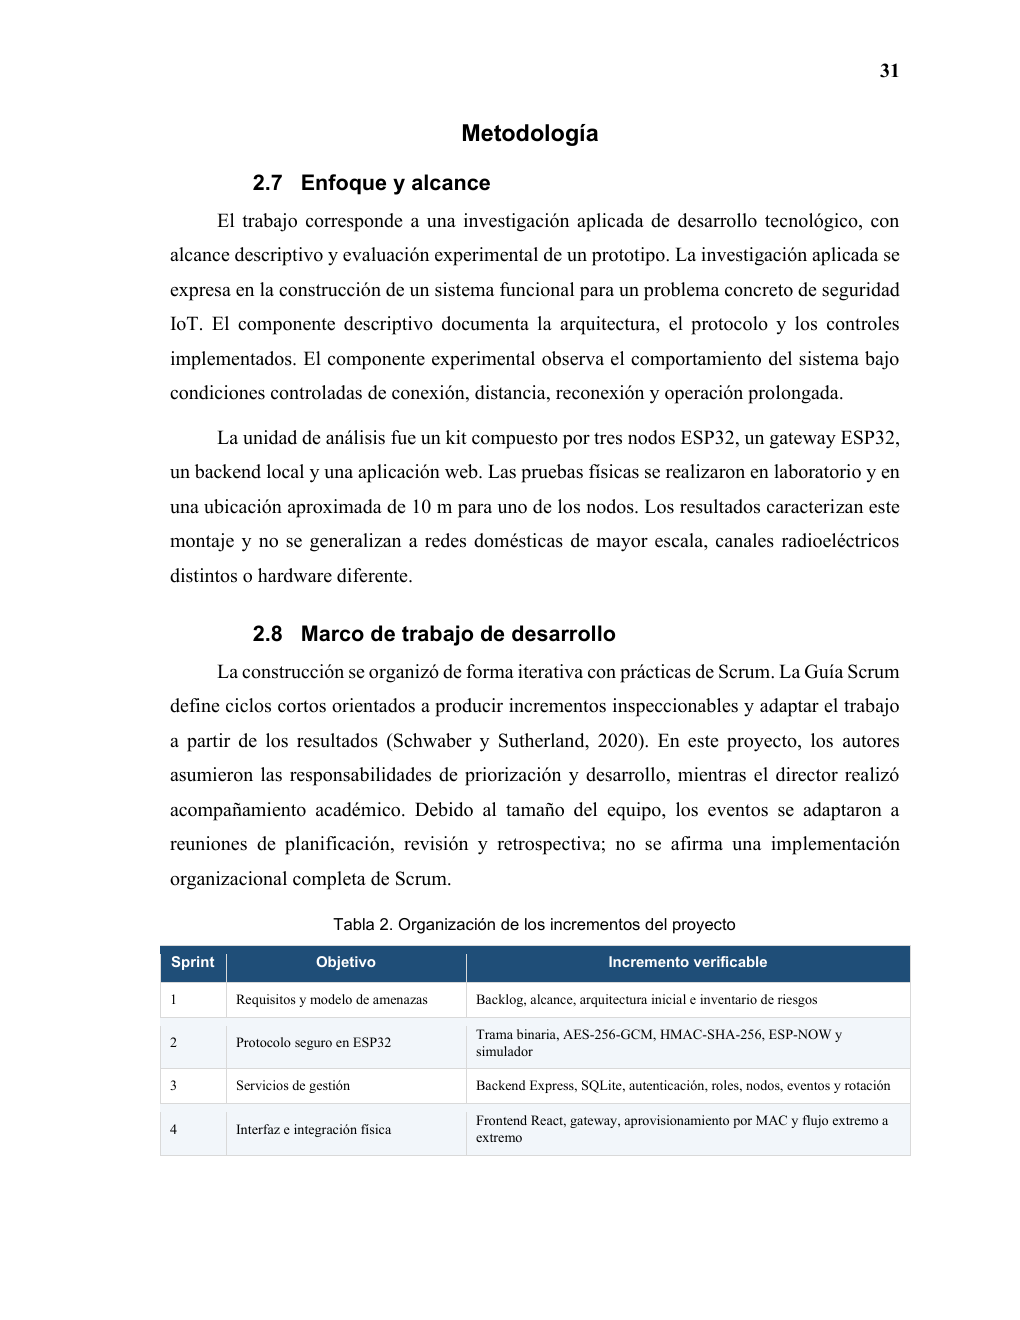 31
Metodología
2.7 Enfoque y alcance
El trabajo corresponde a una investigación aplicada de desarrollo tecnológico, con
alcance descriptivo y evaluación experimental de un prototipo. La investigación aplicada se
expresa en la construcción de un sistema funcional para un problema concreto de seguridad
IoT. El componente descriptivo documenta la arquitectura, el protocolo y los controles
implementados. El componente experimental observa el comportamiento del sistema bajo
condiciones controladas de conexión, distancia, reconexión y operación prolongada.
La unidad de análisis fue un kit compuesto por tres nodos ESP32, un gateway ESP32,
un backend local y una aplicación web. Las pruebas físicas se realizaron en laboratorio y en
una ubicación aproximada de 10 m para uno de los nodos. Los resultados caracterizan este
montaje y no se generalizan a redes domésticas de mayor escala, canales radioeléctricos
distintos o hardware diferente.
2.8 Marco de trabajo de desarrollo
La construcción se organizó de forma iterativa con prácticas de Scrum. La Guía Scrum
define ciclos cortos orientados a producir incrementos inspeccionables y adaptar el trabajo
a partir de los resultados (Schwaber y Sutherland, 2020). En este proyecto, los autores
asumieron las responsabilidades de priorización y desarrollo, mientras el director realizó
acompañamiento académico. Debido al tamaño del equipo, los eventos se adaptaron a
reuniones de planificación, revisión y retrospectiva; no se afirma una implementación
organizacional completa de Scrum.
Tabla 2. Organización de los incrementos del proyecto
Sprint Objetivo Incremento verificable
1 Requisitos y modelo de amenazas Backlog, alcance, arquitectura inicial e inventario de riesgos
2 Protocolo seguro en ESP32 Trama binaria, AES-256-GCM, HMAC-SHA-256, ESP-NOW y
simulador
3 Servicios de gestión Backend Express, SQLite, autenticación, roles, nodos, eventos y rotación
4 Interfaz e integración física Frontend React, gateway, aprovisionamiento por MAC y flujo extremo a
extremo